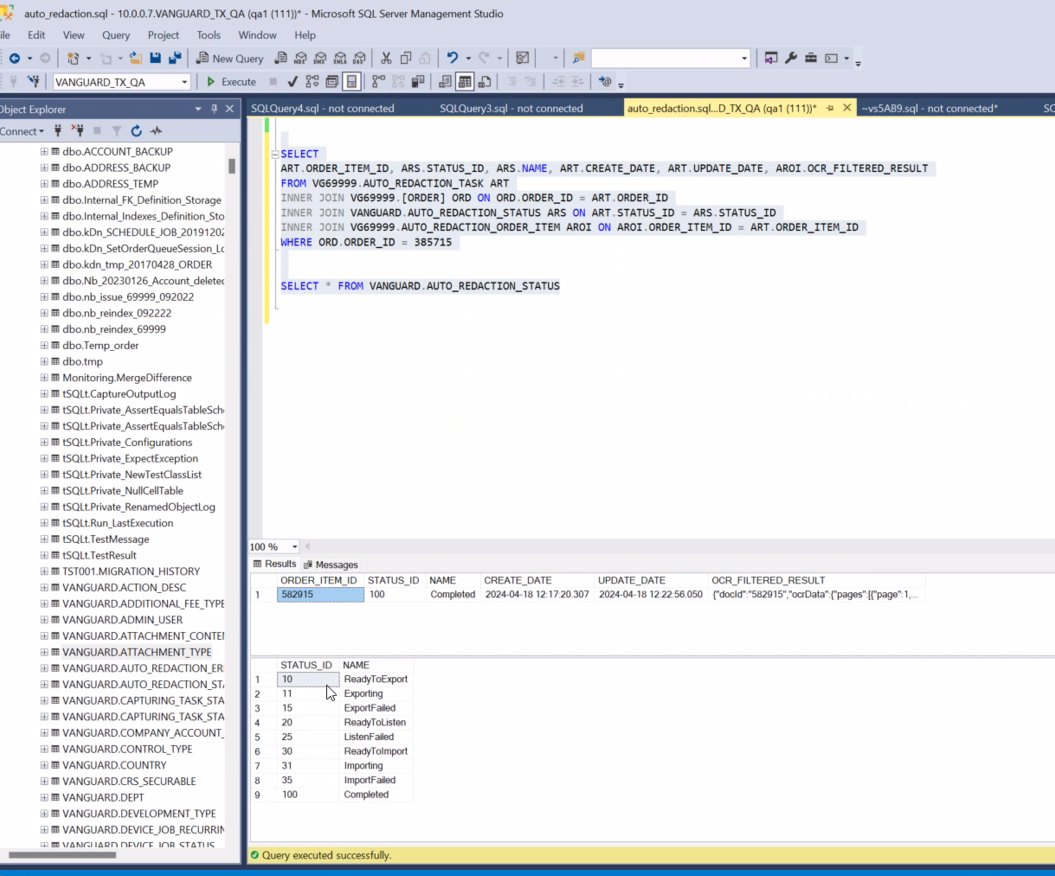 auto_redaction.sql - 10.0.0.7.VANGUARD_TX_QA (qa1 (111))* - Microsoft SQL Server Management Studio
Edit View Query Project Tools Window Help
New Query
VANGUARD_TX_QA Execute
Object Explorer
SQLQuery4.sql - not connected SQLQuery3.sql - not connected auto_redaction.sql...D_TX_QA (qa1 (111))* ~vs5AB9.sql - not connected*
Connect
dbo.ACCOUNT_BACKUP
dbo.ADDRESS_BACKUP
dbo.ADDRESS_TEMP
dbo.Internal_FK_Definition_Storage
dbo.Internal_Indexes_Definition_Sto
dbo.kDn_SCHEDULE_JOB_20191202
dbo.kDn_SetOrderQueueSession_Lo
dbo.kdn_tmp_20170428_ORDER
dbo.Nb_20230126_Account_deleted
dbo.nb_issue_69999_092022
dbo.nb_reindex_092222
dbo.nb_reindex_69999
dbo.Temp_order
dbo.tmp
Monitoring.MergeDifference
tSQLt.CaptureOutputLog
tSQLt.Private_AssertEqualsTableSch
tSQLt.Private_AssertEqualsTableSch
tSQLt.Private_Configurations
tSQLt.Private_ExpectException
tSQLt.Private_NewTestClassList
tSQLt.Private_NullCellTable
tSQLt.Private_RenamedObjectLog
tSQLt.Run_LastExecution
tSQLt.TestMessage
tSQLt.TestResult
TST001.MIGRATION_HISTORY
VANGUARD.ACTION_DESC
VANGUARD.ADDITIONAL_FEE_TYPE
VANGUARD.ADMIN_USER
VANGUARD.ATTACHMENT_CONTE
VANGUARD.ATTACHMENT_TYPE
VANGUARD.AUTO_REDACTION_ER
VANGUARD.AUTO_REDACTION_STA
VANGUARD.CAPTURING_TASK_STA
VANGUARD.CAPTURING_TASK_STA
VANGUARD.COMPANY_ACCOUNT_
VANGUARD.CONTROL_TYPE
VANGUARD.COUNTRY
VANGUARD.CRS_SECURABLE
VANGUARD.DEPT
VANGUARD.DEVELOPMENT_TYPE
VANGUARD.DEVICE_JOB_RECURRIN
VANGUARD.DEVICE_JOB_STATUS
SELECT
ART.ORDER_ITEM_ID, ARS.STATUS_ID, ARS.NAME, ART.CREATE_DATE, ART.UPDATE_DATE, AROI.OCR_FILTERED_RESULT
FROM VG69999.AUTO_REDACTION_TASK ART
INNER JOIN VG69999.[ORDER] ORD ON ORD.ORDER_ID = ART.ORDER_ID
INNER JOIN VANGUARD.AUTO_REDACTION_STATUS ARS ON ART.STATUS_ID = ARS.STATUS_ID
INNER JOIN VG69999.AUTO_REDACTION_ORDER_ITEM AROI ON AROI.ORDER_ITEM_ID = ART.ORDER_ITEM_ID
WHERE ORD.ORDER_ID = 385715
SELECT * FROM VANGUARD.AUTO_REDACTION_STATUS
100 %
Results Messages
ORDER_ITEM_ID STATUS_ID NAME CREATE_DATE UPDATE_DATE OCR_FILTERED_RESULT
1 582915 100 Completed 2024-04-18 12:17:20.307 2024-04-18 12:22:56.050 {"docId":"582915","ocrData":{"pages":[{"page":1,...
STATUS_ID NAME
1 10 ReadyToExport
2 11 Exporting
3 15 ExportFailed
4 20 ReadyToListen
5 25 ListenFailed
6 30 ReadyToImport
7 31 Importing
8 35 ImportFailed
9 100 Completed
Query executed successfully.